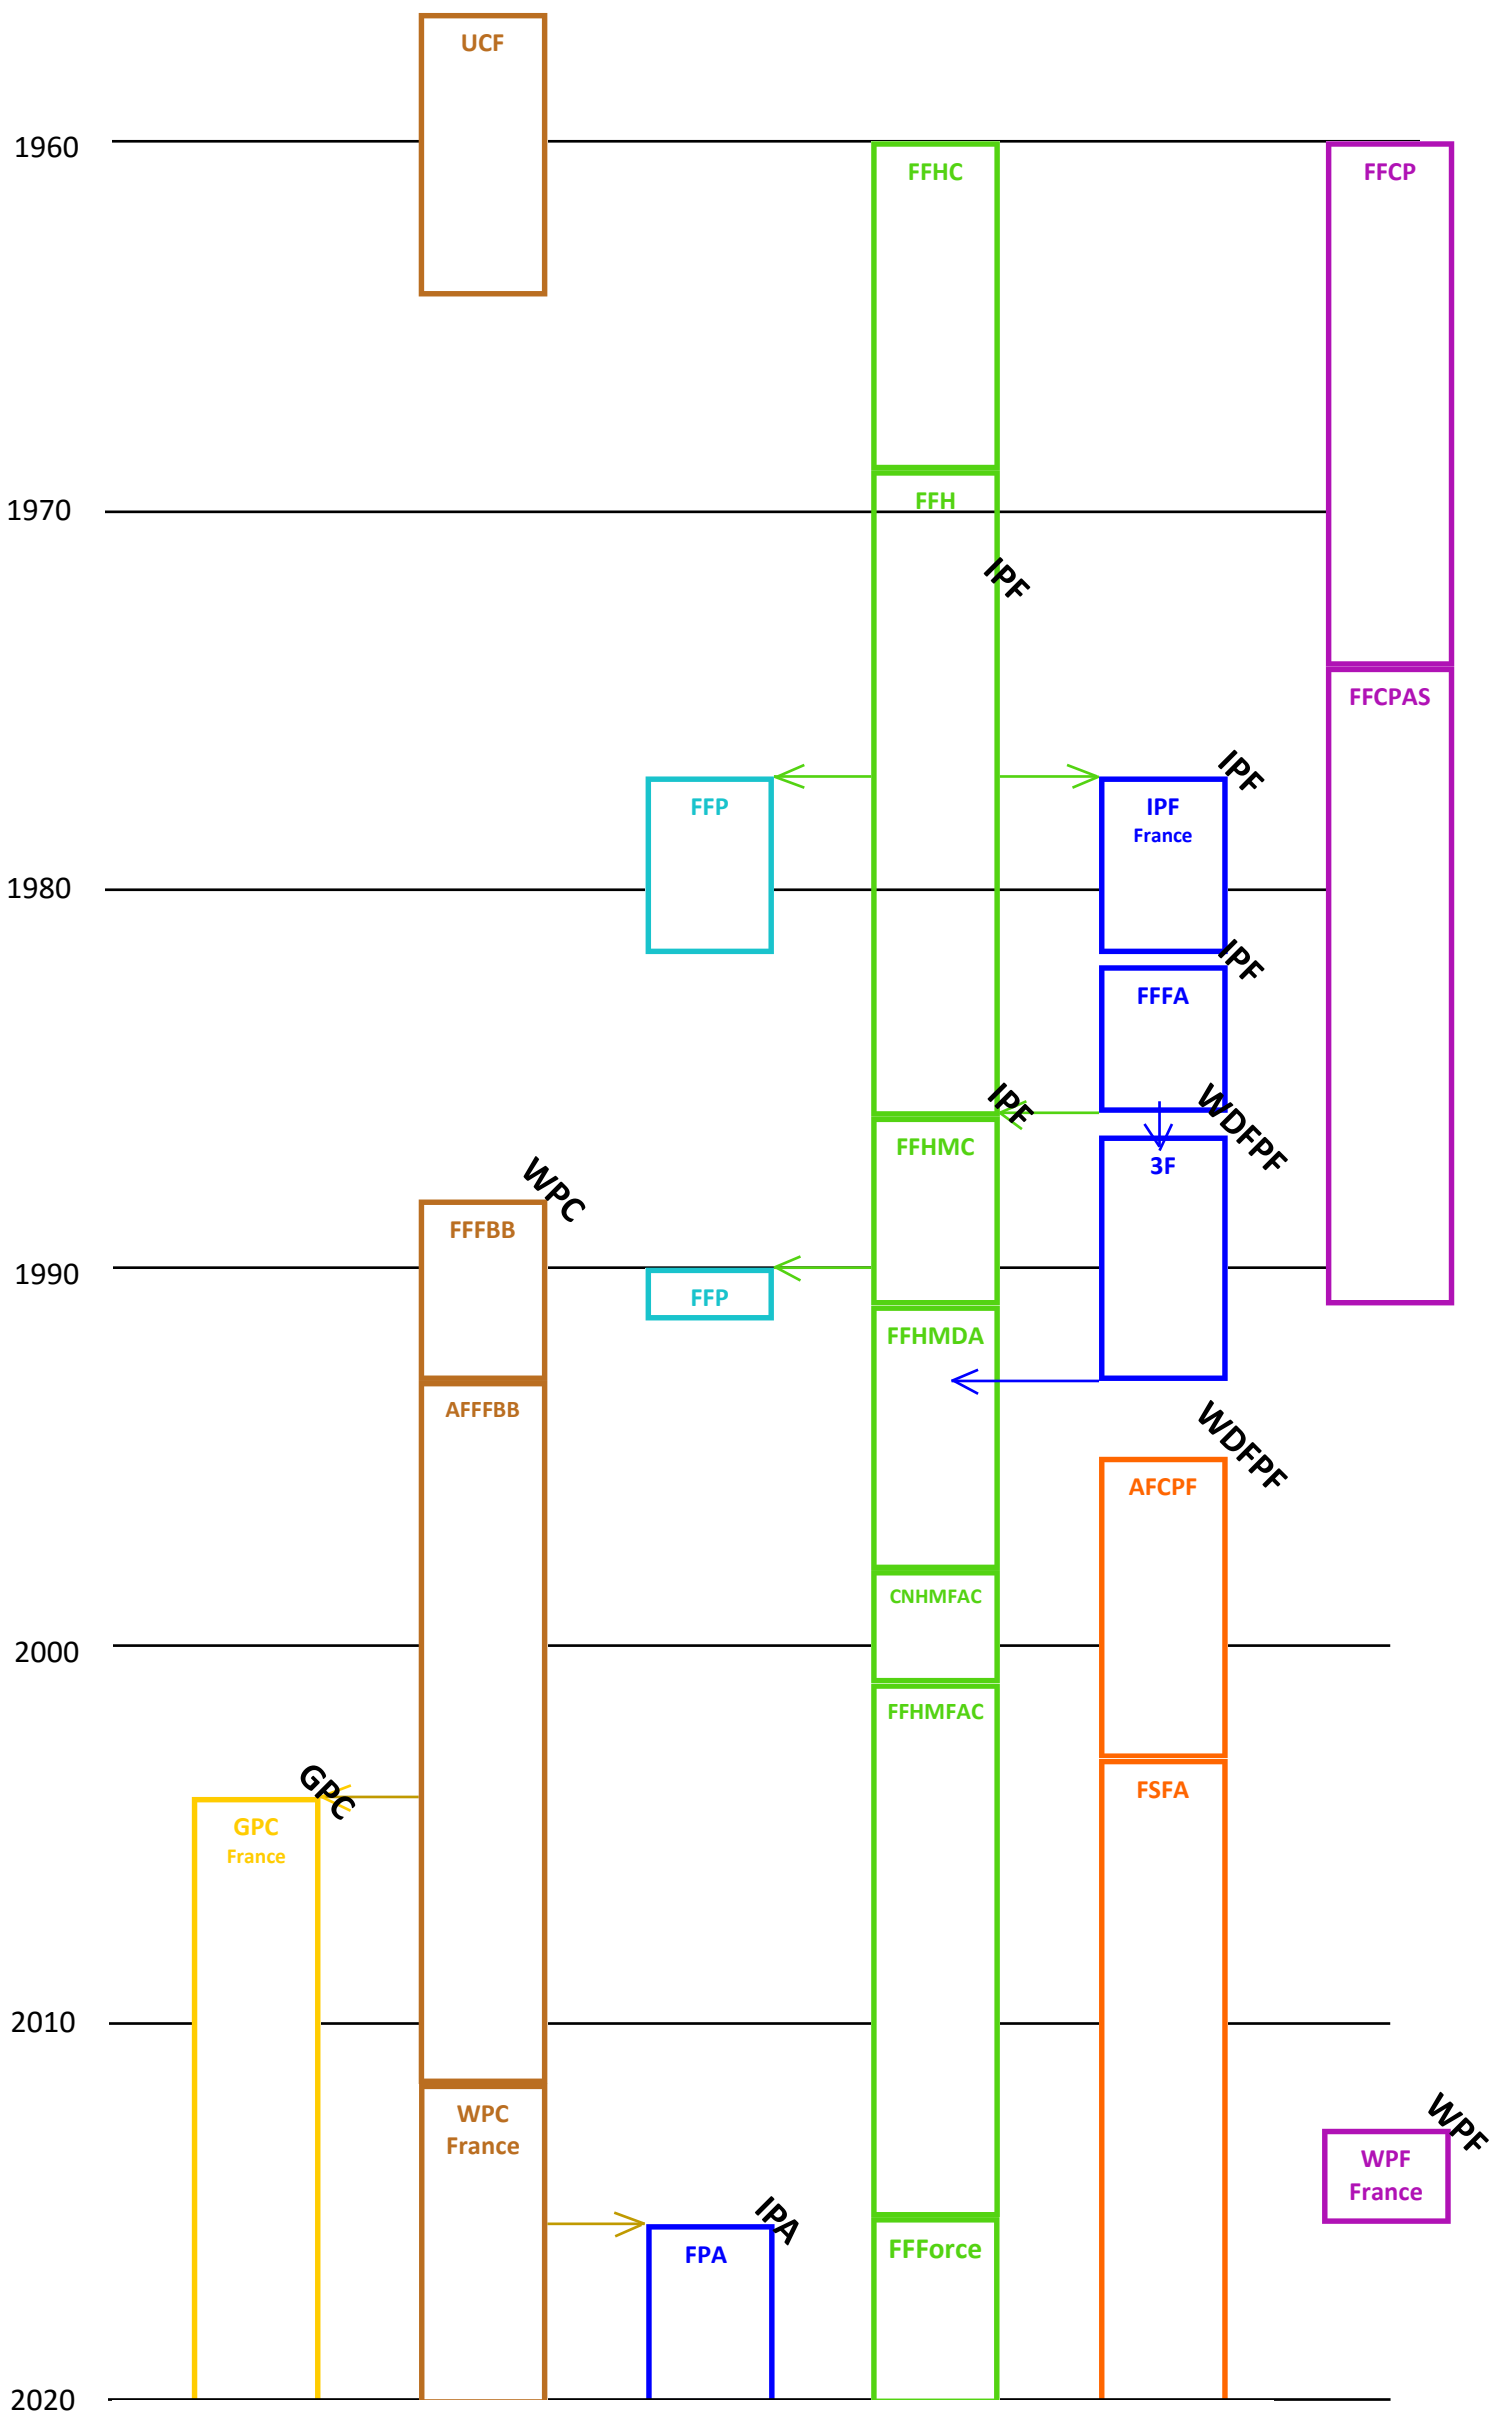 UCF
1960
FFHC
FFCP
1970
FFH
IPF
FFCPAS
IPF
FFP
IPF
France
1980
IPF
FFFA
IPF
WDFPF
FFHMC
3F
WPC
FFFBB
1990
FFP
FFHMDA
AFFFBB
WDFPF
AFCPF
CNHMFAC
2000
FFHMFAC
GPC
FSFA
GPC
France
2010
WPC
France
WPF
WPF
France
IPA
FPA
FFForce
2020